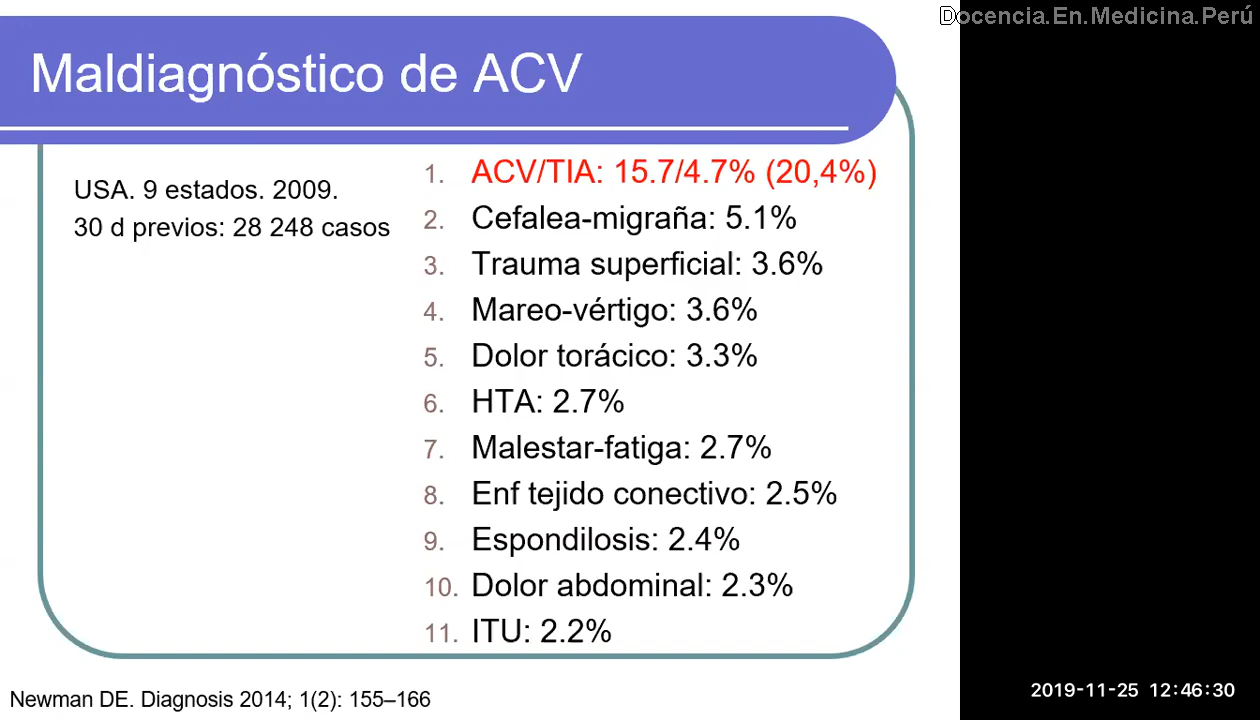 Docencia.En.Medicina.Perú
Maldiagnóstico de ACV
USA. 9 estados. 2009.
30 d previos: 28 248 casos
1. ACV/TIA: 15.7/4.7% (20,4%)
2. Cefalea-migraña: 5.1%
3. Trauma superficial: 3.6%
4. Mareo-vértigo: 3.6%
5. Dolor torácico: 3.3%
6. HTA: 2.7%
7. Malestar-fatiga: 2.7%
8. Enf tejido conectivo: 2.5%
9. Espondilosis: 2.4%
10. Dolor abdominal: 2.3%
11. ITU: 2.2%
Newman DE. Diagnosis 2014; 1(2): 155–166
2019-11-25 12:46:30